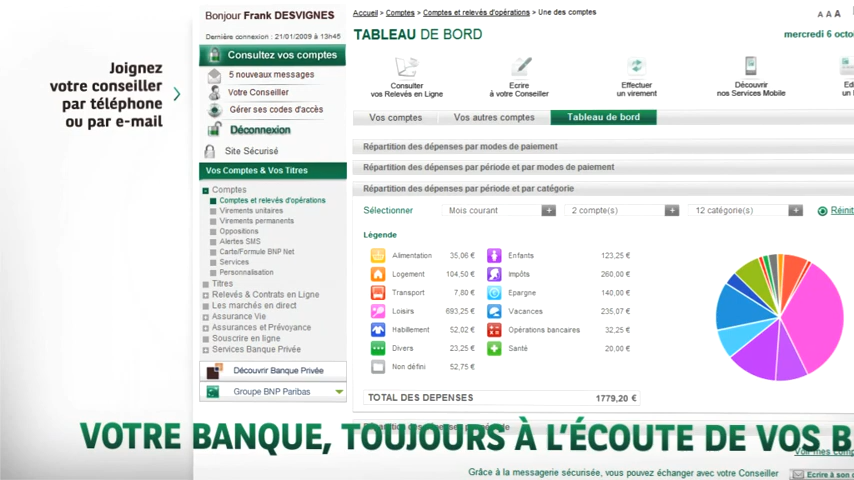 Bonjour Frank DESVIGNES
Dernière connexion : 21/01/2009 à 13h45
Consultez vos comptes
5 nouveaux messages
Votre Conseiller
Gérer ses codes d'accès
Déconnexion
Site Sécurisé
Joignez
votre conseiller
par téléphone
ou par e-mail
Vos Comptes & Vos Titres
Comptes
Comptes et relevés d'opérations
Virements unitaires
Virements permanents
Oppositions
Alertes SMS
Carte/Formule BNP Net
Services
Personnalisation
Titres
Relevés & Contrats en Ligne
Les marchés en direct
Assurance Vie
Assurances et Prévoyance
Souscrire en ligne
Services Banque Privée
Découvrir Banque Privée
Groupe BNP Paribas
Accueil > Comptes > Comptes et relevés d'opérations > Une des comptes
A A A
TABLEAU DE BORD
mercredi 6 octo
Consulter
vos Relevés en Ligne
Ecrire
à votre Conseiller
Effectuer
un virement
Découvrir
nos Services Mobile
Vos comptes
Vos autres comptes
Tableau de bord
Répartition des dépenses par modes de paiement
Répartition des dépenses par période et par modes de paiement
Répartition des dépenses par période et par catégorie
Sélectionner
Mois courant +
2 compte(s) +
12 catégorie(s) +
Réinit
Légende
Alimentation 35,06 €
Enfants 123,25 €
Logement 104,50 €
Impôts 260,00 €
Transport 7,80 €
Epargne 140,00 €
Loisirs 693,25 €
Vacances 235,07 €
Habillement 52,02 €
Opérations bancaires 32,25 €
Divers 23,25 €
Santé 20,00 €
Non défini 52,75 €
TOTAL DES DEPENSES 1779,20 €
VOTRE BANQUE, TOUJOURS À L'ÉCOUTE DE VOS B
Voir mes comp
Grâce à la messagerie sécurisée, vous pouvez échanger avec votre Conseiller
Ecrire à son c